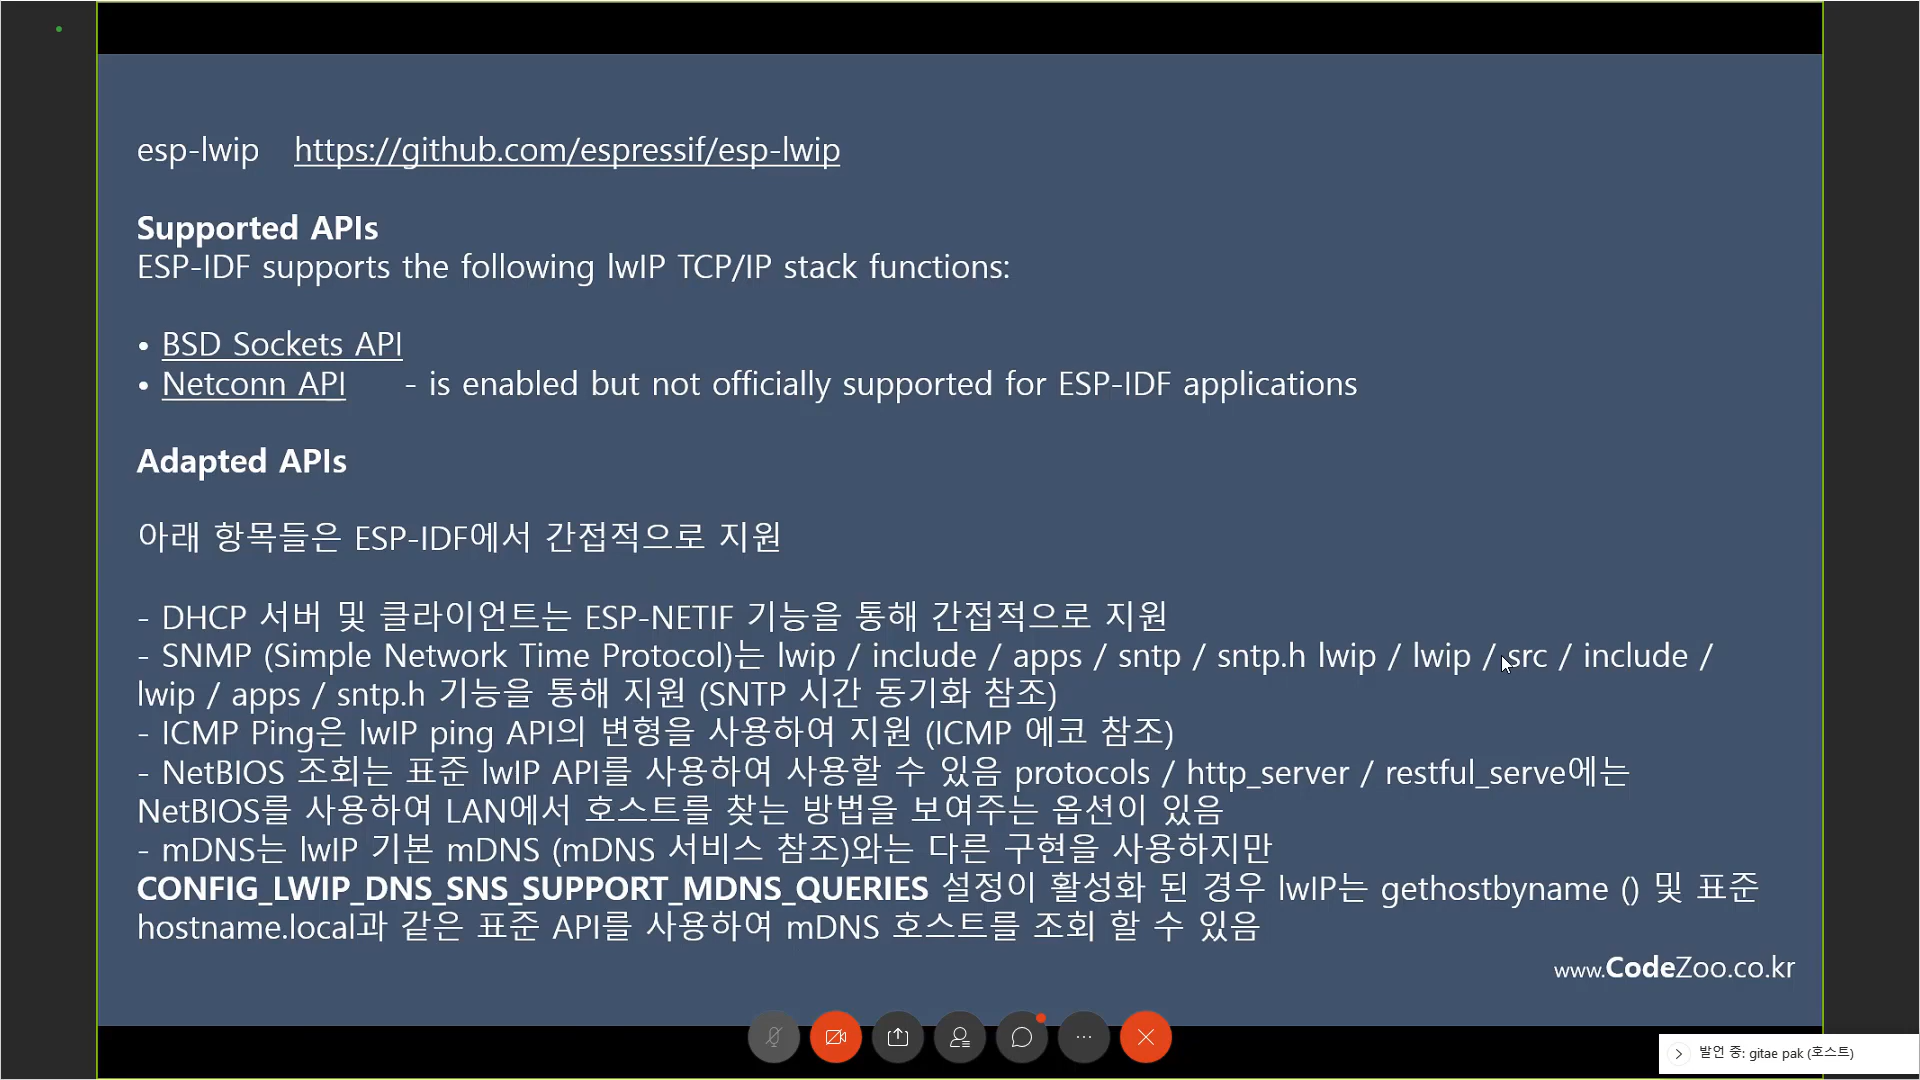 esp-lwip https://github.com/espressif/esp-lwip
Supported APIs
ESP-IDF supports the following lwIP TCP/IP stack functions:
• BSD Sockets API
• Netconn API - is enabled but not officially supported for ESP-IDF applications
Adapted APIs
아래 항목들은 ESP-IDF에서 간접적으로 지원
- DHCP 서버 및 클라이언트는 ESP-NETIF 기능을 통해 간접적으로 지원
- SNMP (Simple Network Time Protocol)는 lwip / include / apps / sntp / sntp.h lwip / lwip / src / include /
lwip / apps / sntp.h 기능을 통해 지원 (SNTP 시간 동기화 참조)
- ICMP Ping은 lwIP ping API의 변형을 사용하여 지원 (ICMP 에코 참조)
- NetBIOS 조회는 표준 lwIP API를 사용하여 사용할 수 있음 protocols / http_server / restful_serve에는
NetBIOS를 사용하여 LAN에서 호스트를 찾는 방법을 보여주는 옵션이 있음
- mDNS는 lwIP 기본 mDNS (mDNS 서비스 참조)와는 다른 구현을 사용하지만
CONFIG_LWIP_DNS_SNS_SUPPORT_MDNS_QUERIES 설정이 활성화 된 경우 lwIP는 gethostbyname () 및 표준
hostname.local과 같은 표준 API를 사용하여 mDNS 호스트를 조회 할 수 있음
www.CodeZoo.co.kr
발언 중: gitae pak (호스트)